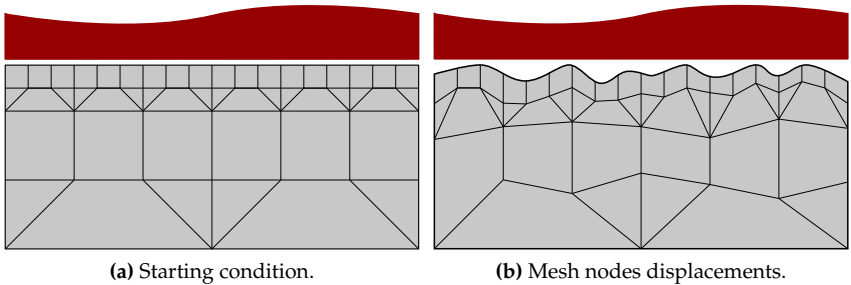 (a) Starting condition.
(b) Mesh nodes displacements.